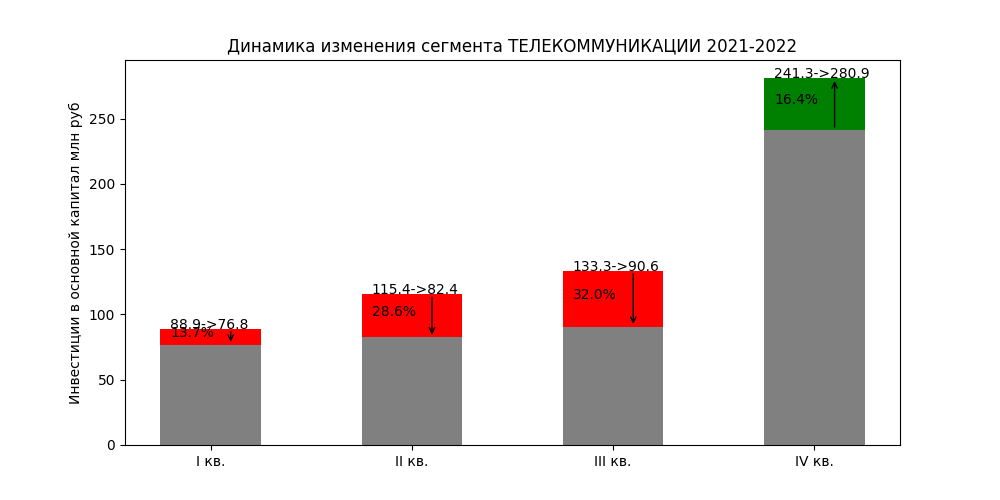 Динамика изменения сегмента ТЕЛЕКОММУНИКАЦИИ 2021-2022
Инвестиции в основной капитал млн руб
250
200
150
100
50
0
88.9->76.8
13.7%
115.4->82.4
28.6%
133.3->90.6
32.0%
241.3->280.9
16.4%
I кв.
II кв.
III кв.
IV кв.